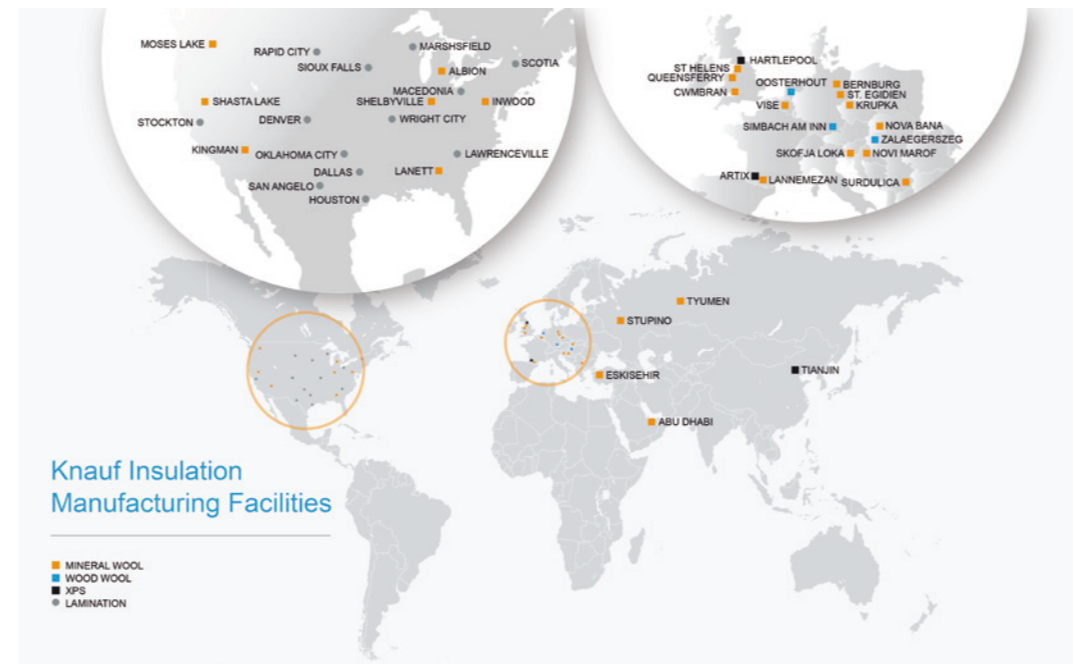 MOSES LAKE
RAPID CITY
MARSHSFIELD
SIOUX FALLS
ALBION
SCOTIA
MACEDONIA
SHASTA LAKE
SHELBYVILLE
INWOOD
STOCKTON
DENVER
WRIGHT CITY
KINGMAN
OKLAHOMA CITY
LAWRENCEVILLE
DALLAS
LANETT
SAN ANGELO
HOUSTON
HARTLEPOOL
ST HELENS
QUEENSFERRY
OOSTERHOUT
BERNBURG
CWMBRAN
ST. EGIDIEN
VISE
KRUPKA
SIMBACH AM INN
NOVA BANA
ZALAEGERSZEG
SKOFJA LOKA
NOVI MAROF
ARTIX
LANNEMEZAN
SURDULICA
TYUMEN
STUPINO
TIANJIN
ESKISEHIR
ABU DHABI
Knauf Insulation
Manufacturing Facilities
MINERAL WOOL
WOOD WOOL
XPS
LAMINATION